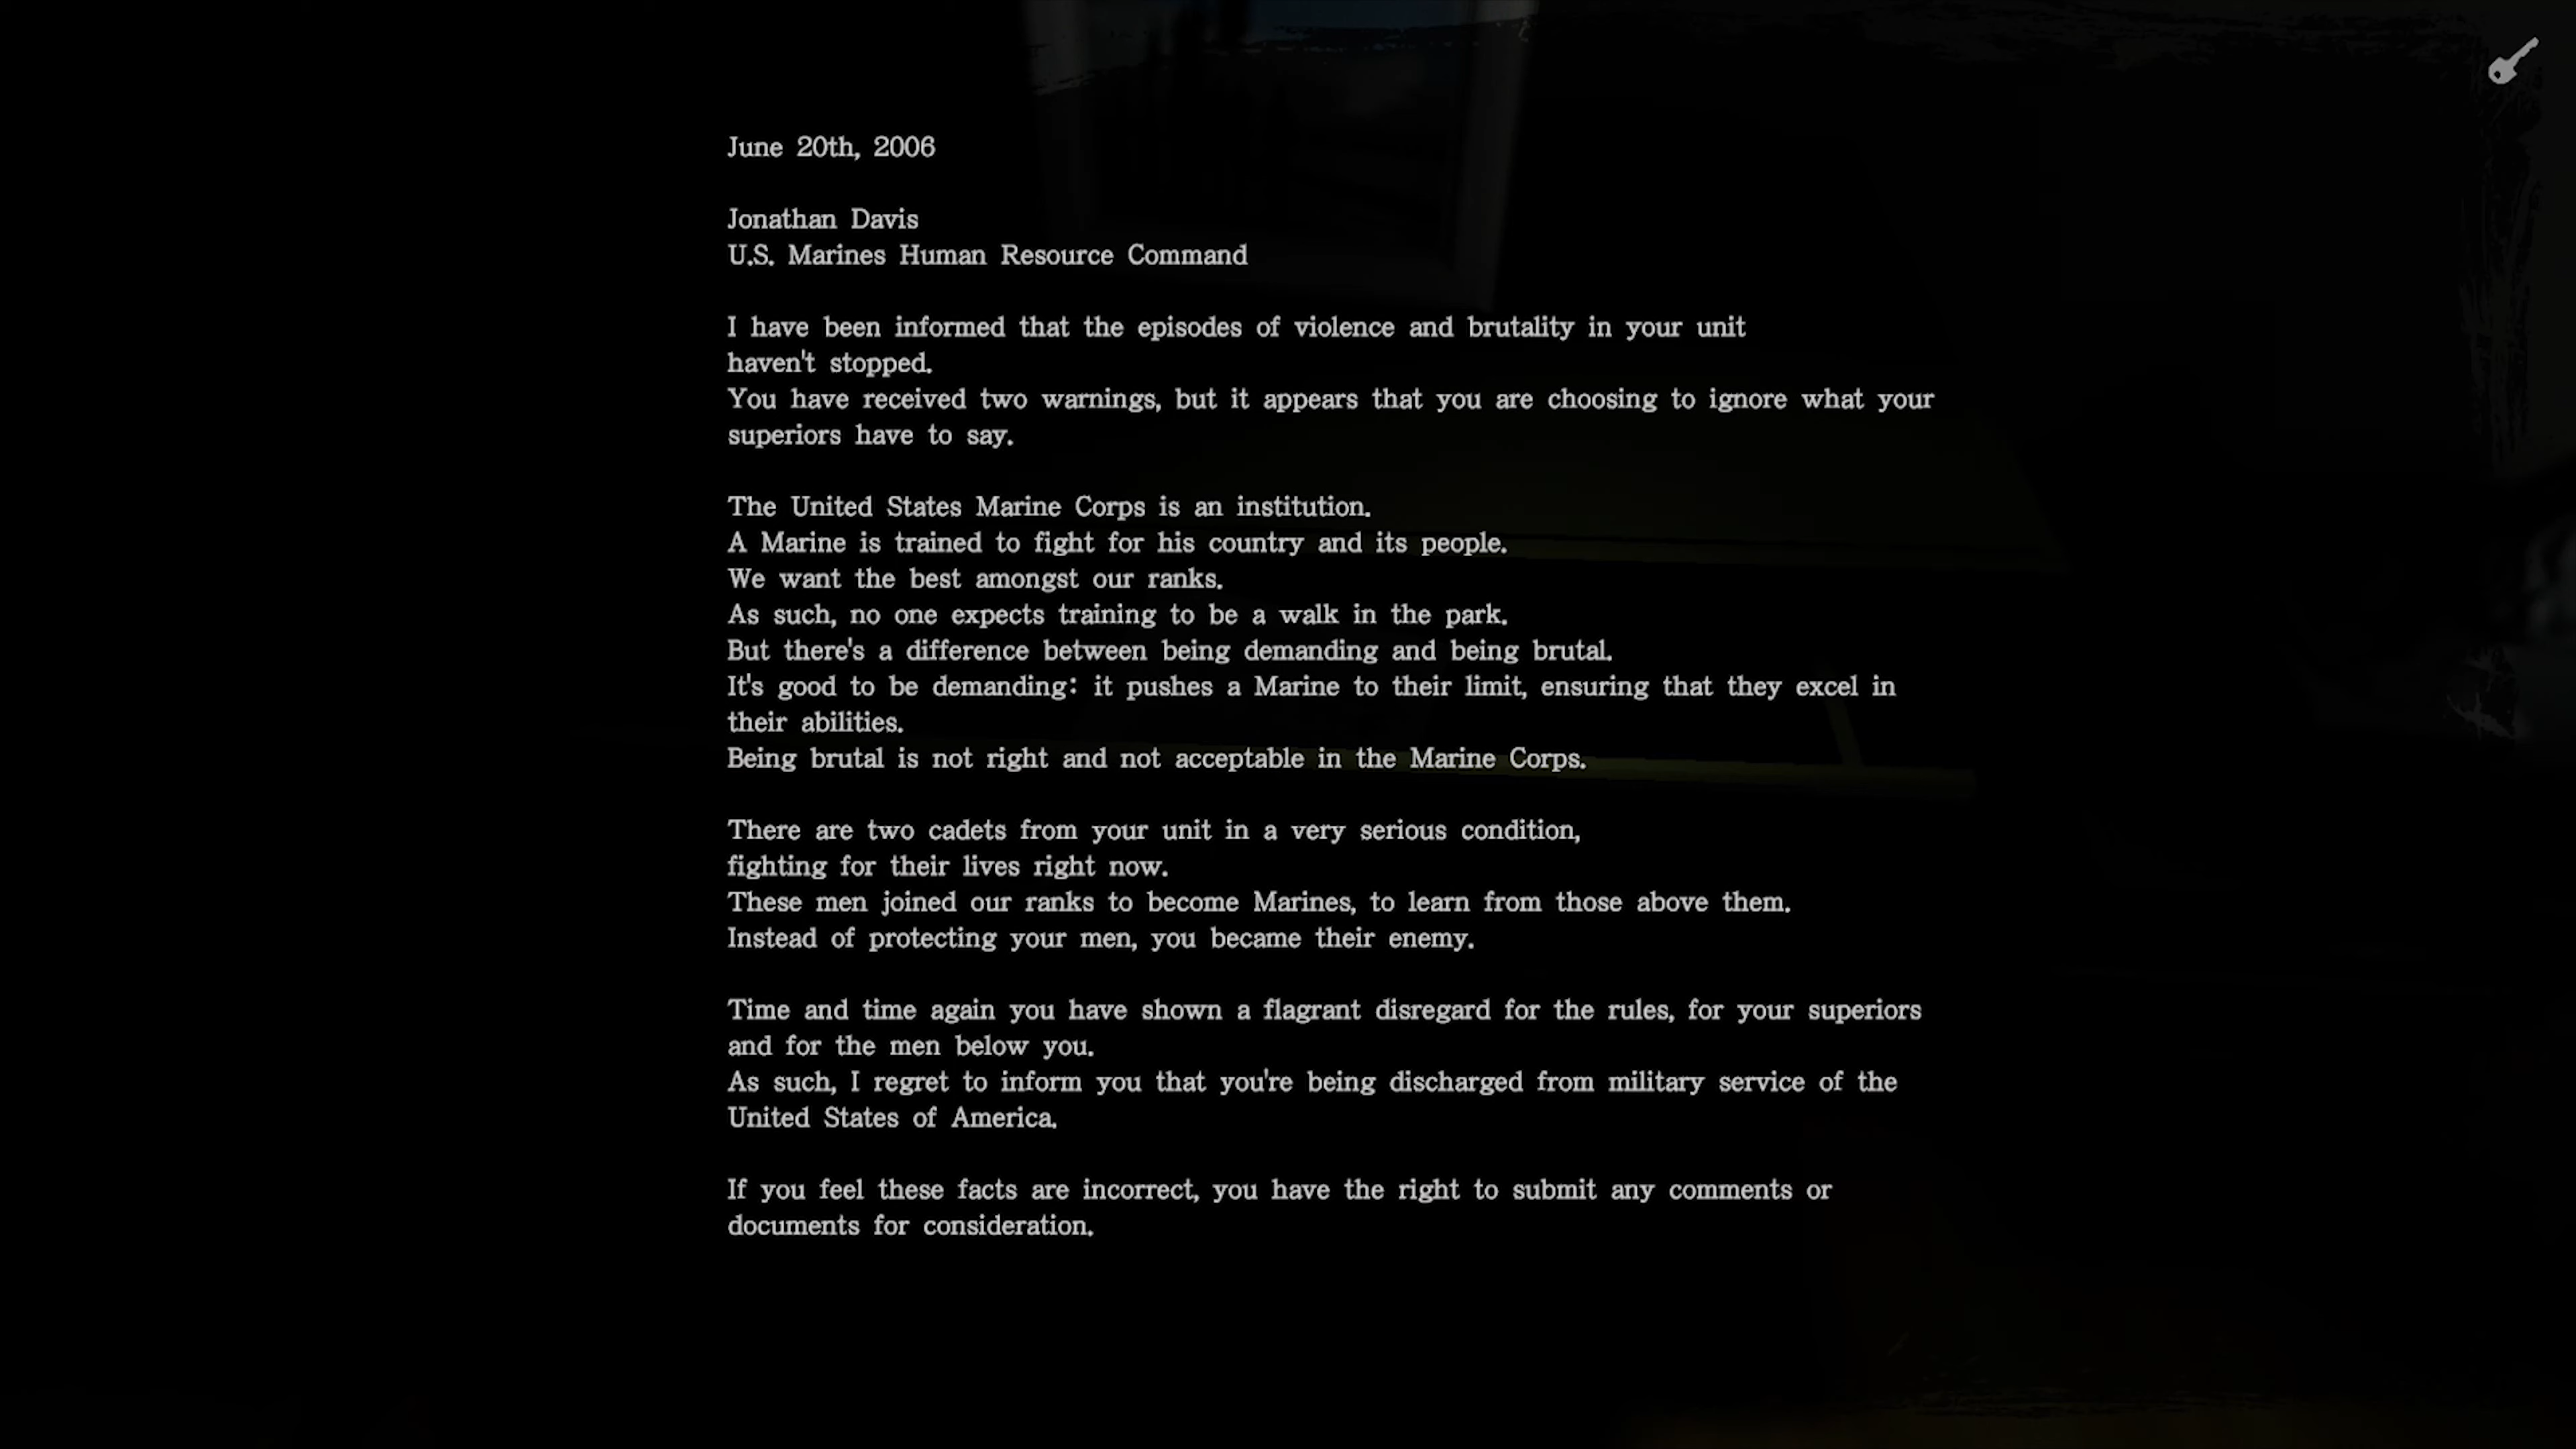 June 20th, 2006
Jonathan Davis
U.S. Marines Human Resource Command
I have been informed that the episodes of violence and brutality in your unit
haven't stopped.
You have received two warnings, but it appears that you are choosing to ignore what your
superiors have to say.
The United States Marine Corps is an institution.
A Marine is trained to fight for his country and its people.
We want the best amongst our ranks.
As such, no one expects training to be a walk in the park.
But there's a difference between being demanding and being brutal.
It's good to be demanding: it pushes a Marine to their limit, ensuring that they excel in
their abilities.
Being brutal is not right and not acceptable in the Marine Corps.
There are two cadets from your unit in a very serious condition,
fighting for their lives right now.
These men joined our ranks to become Marines, to learn from those above them.
Instead of protecting your men, you became their enemy.
Time and time again you have shown a flagrant disregard for the rules, for your superiors
and for the men below you.
As such, I regret to inform you that you're being discharged from military service of the
United States of America.
If you feel these facts are incorrect, you have the right to submit any comments or
documents for consideration.